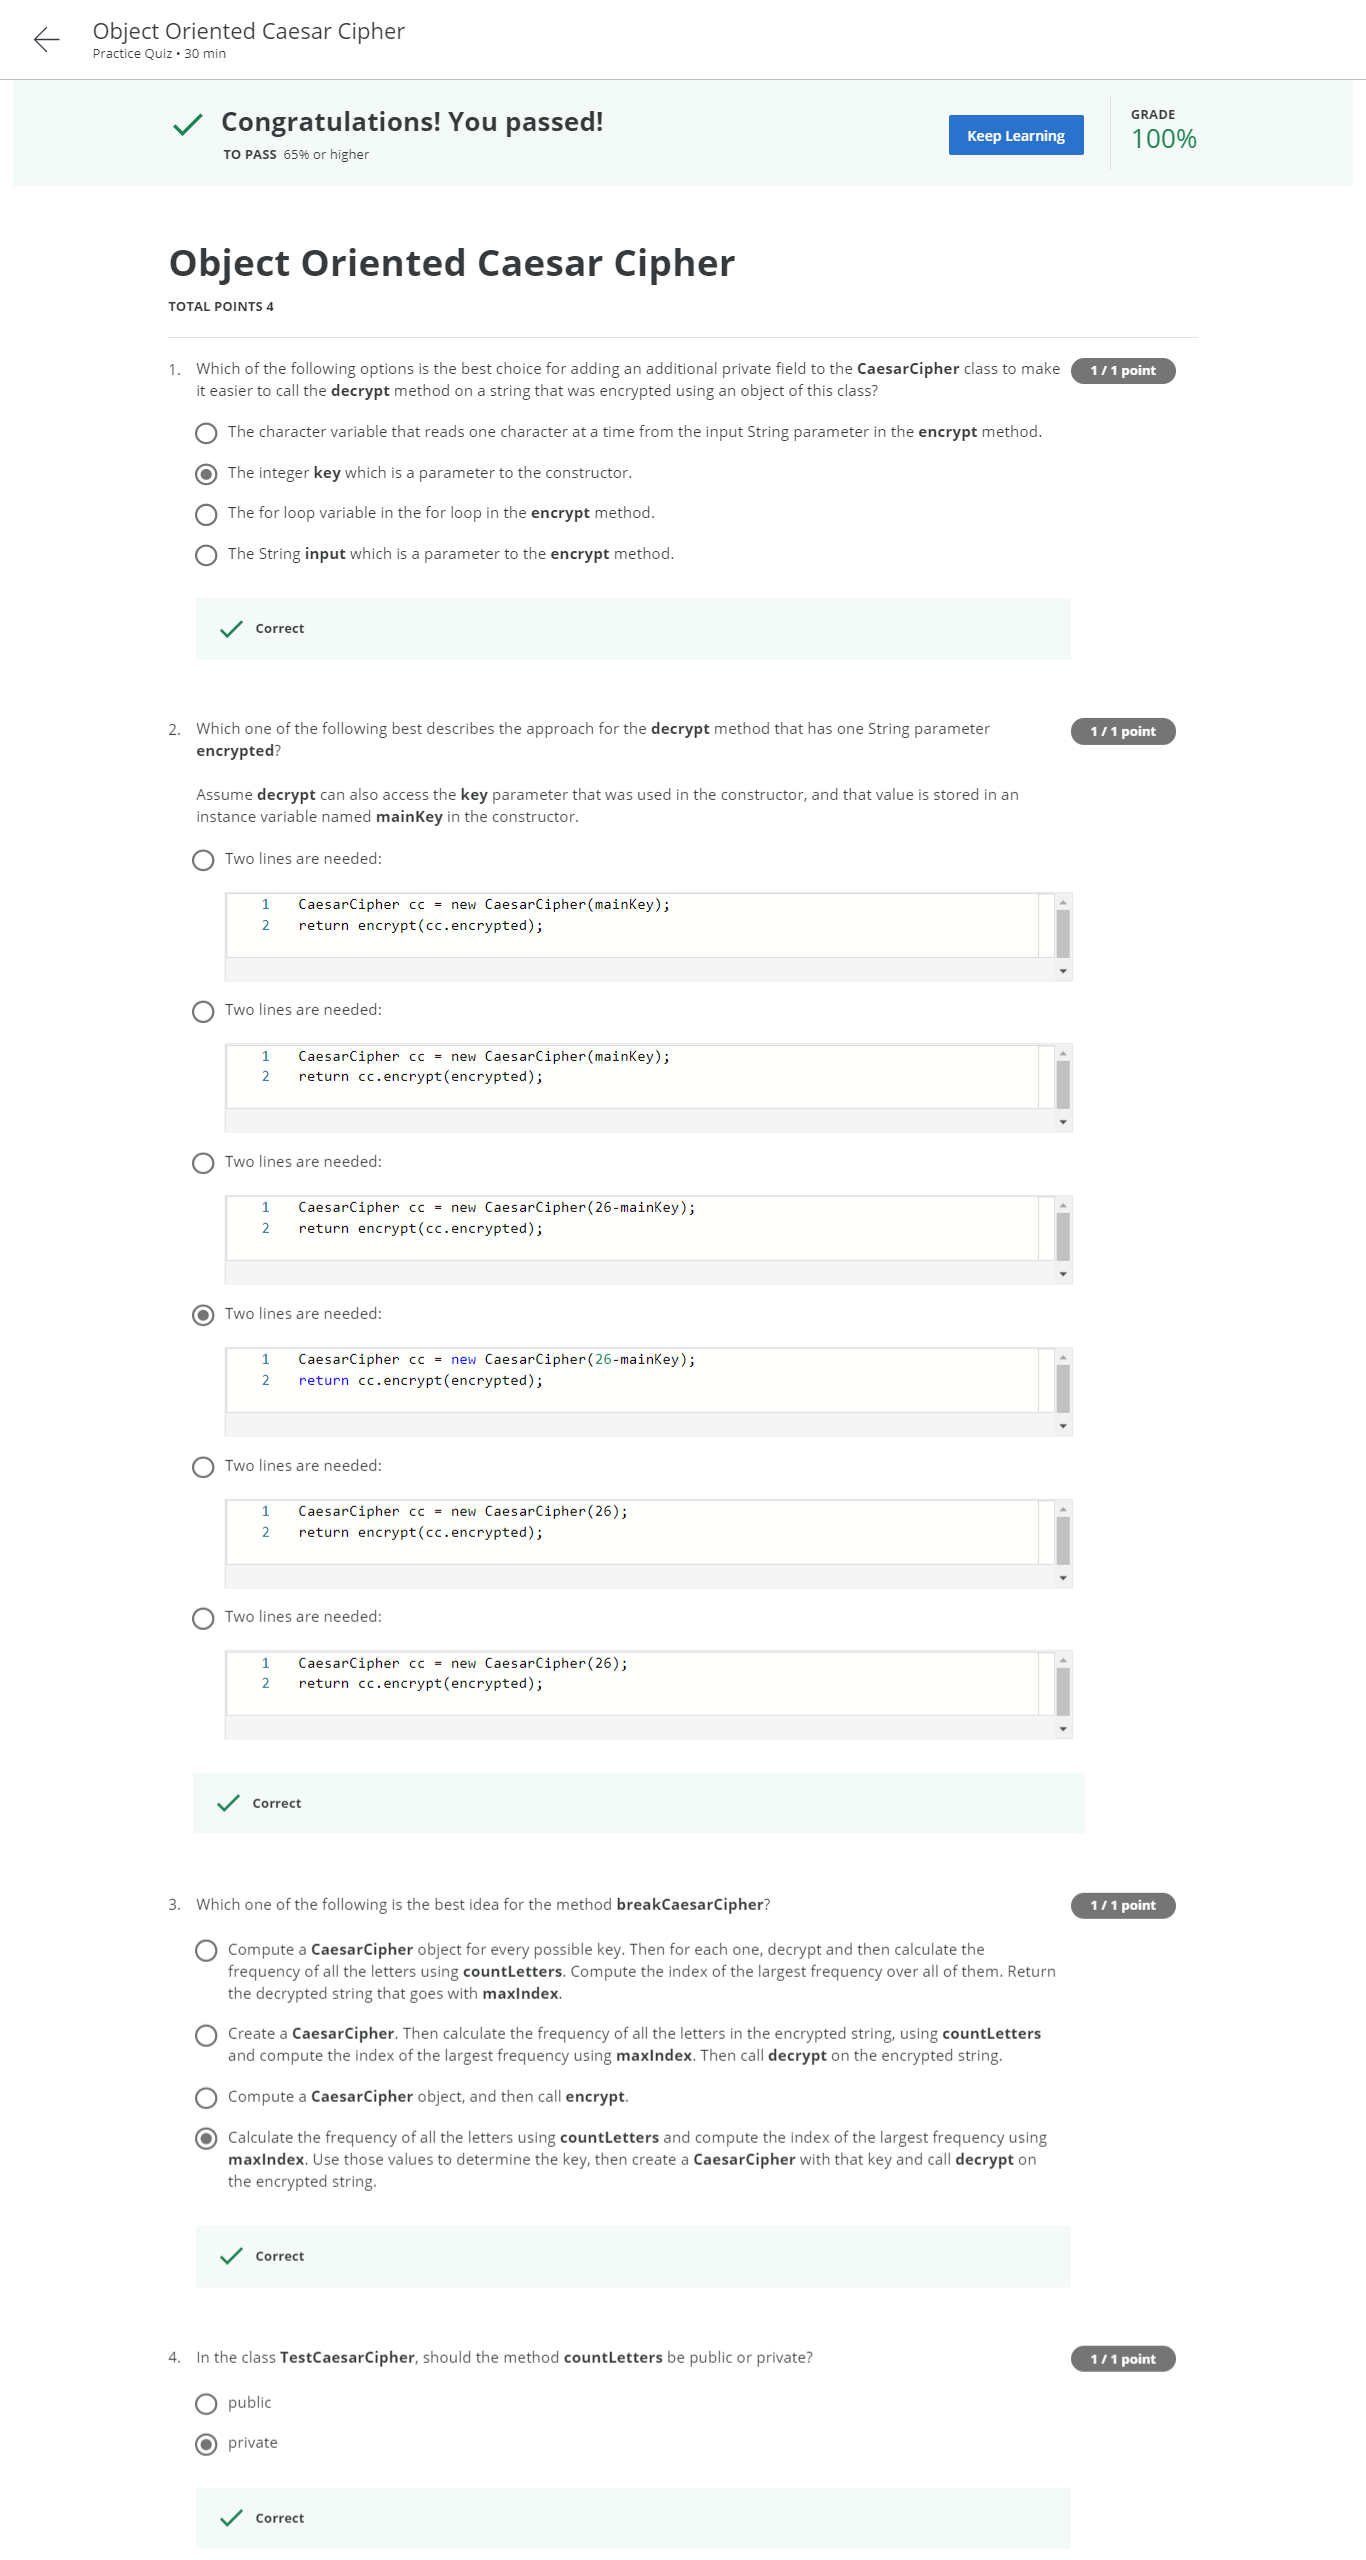 Object Oriented Caesar Cipher
Practice Quiz • 30 min
Congratulations! You passed!
TO PASS 65% or higher
Keep Learning
GRADE
100%
Object Oriented Caesar Cipher
TOTAL POINTS 4
1. Which of the following options is the best choice for adding an additional private field to the CaesarCipher class to make
it easier to call the decrypt method on a string that was encrypted using an object of this class?
1 / 1 point
The character variable that reads one character at a time from the input String parameter in the encrypt method.
The integer key which is a parameter to the constructor.
The for loop variable in the for loop in the encrypt method.
The String input which is a parameter to the encrypt method.
Correct
2. Which one of the following best describes the approach for the decrypt method that has one String parameter
encrypted?
1 / 1 point
Assume decrypt can also access the key parameter that was used in the constructor, and that value is stored in an
instance variable named mainKey in the constructor.
Two lines are needed:
1 CaesarCipher cc = new CaesarCipher(mainKey);
2 return encrypt(cc.encrypted);
Two lines are needed:
1 CaesarCipher cc = new CaesarCipher(mainKey);
2 return cc.encrypt(encrypted);
Two lines are needed:
1 CaesarCipher cc = new CaesarCipher(26-mainKey);
2 return encrypt(cc.encrypted);
Two lines are needed:
1 CaesarCipher cc = new CaesarCipher(26-mainKey);
2 return cc.encrypt(encrypted);
Two lines are needed:
1 CaesarCipher cc = new CaesarCipher(26);
2 return encrypt(cc.encrypted);
Two lines are needed:
1 CaesarCipher cc = new CaesarCipher(26);
2 return cc.encrypt(encrypted);
Correct
3. Which one of the following is the best idea for the method breakCaesarCipher?
1 / 1 point
Compute a CaesarCipher object for every possible key. Then for each one, decrypt and then calculate the
frequency of all the letters using countLetters. Compute the index of the largest frequency over all of them. Return
the decrypted string that goes with maxIndex.
Create a CaesarCipher. Then calculate the frequency of all the letters in the encrypted string, using countLetters
and compute the index of the largest frequency using maxIndex. Then call decrypt on the encrypted string.
Compute a CaesarCipher object, and then call encrypt.
Calculate the frequency of all the letters using countLetters and compute the index of the largest frequency using
maxIndex. Use those values to determine the key, then create a CaesarCipher with that key and call decrypt on
the encrypted string.
Correct
4. In the class TestCaesarCipher, should the method countLetters be public or private?
1 / 1 point
public
private
Correct